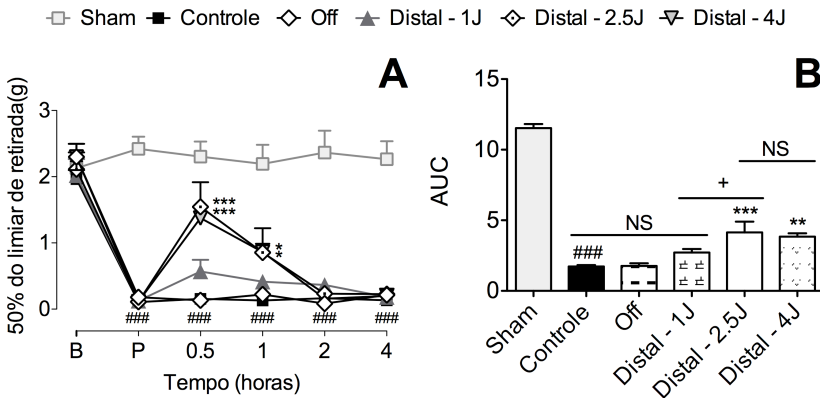 Sham Controle Off Distal - 1J Distal - 2.5J Distal - 4J
A
50% do limiar de retirada(g)
3
2
1
0
***
***
*
*
### ### ### ### ###
B P 0.5 1 2 4
Tempo (horas)
B
AUC
15
10
5
0
NS
+
NS
###
***
**
Sham
Controle
Off
Distal - 1J
Distal - 2.5J
Distal - 4J